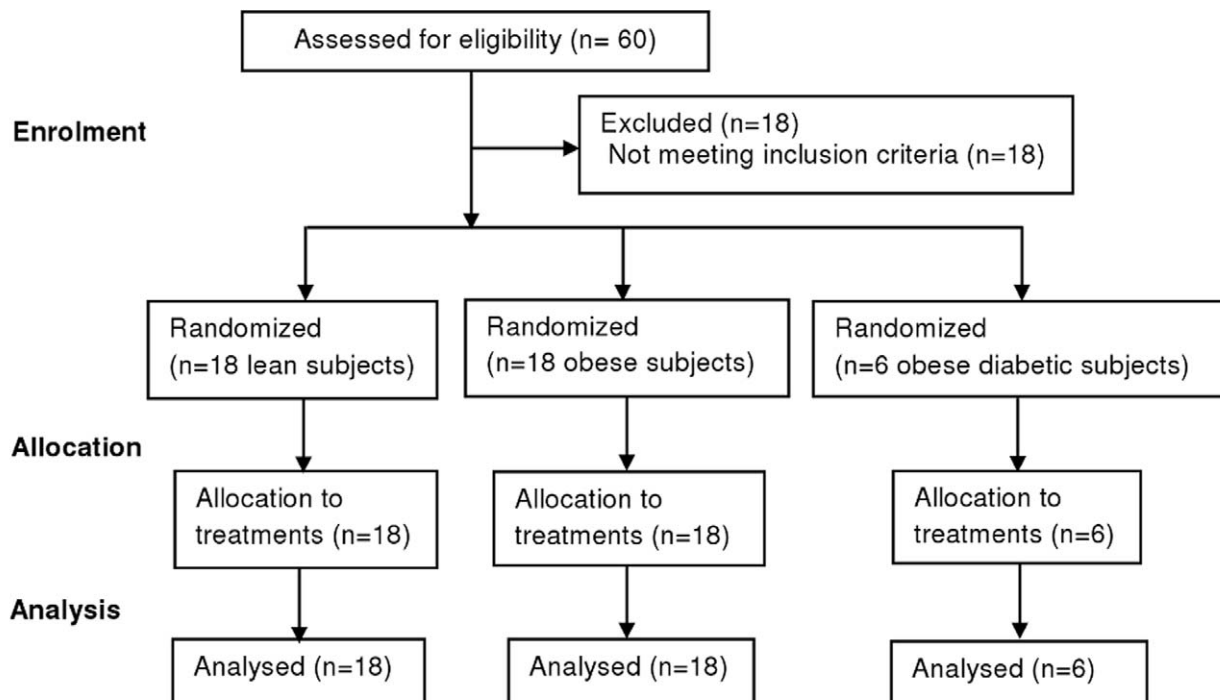 Assessed for eligibility (n= 60)
Enrolment
Excluded (n=18)
Not meeting inclusion criteria (n=18)
Randomized
(n=18 lean subjects)
Randomized
(n=18 obese subjects)
Randomized
(n=6 obese diabetic subjects)
Allocation
Allocation to
treatments (n=18)
Allocation to
treatments (n=18)
Allocation to
treatments (n=6)
Analysis
Analysed (n=18)
Analysed (n=18)
Analysed (n=6)